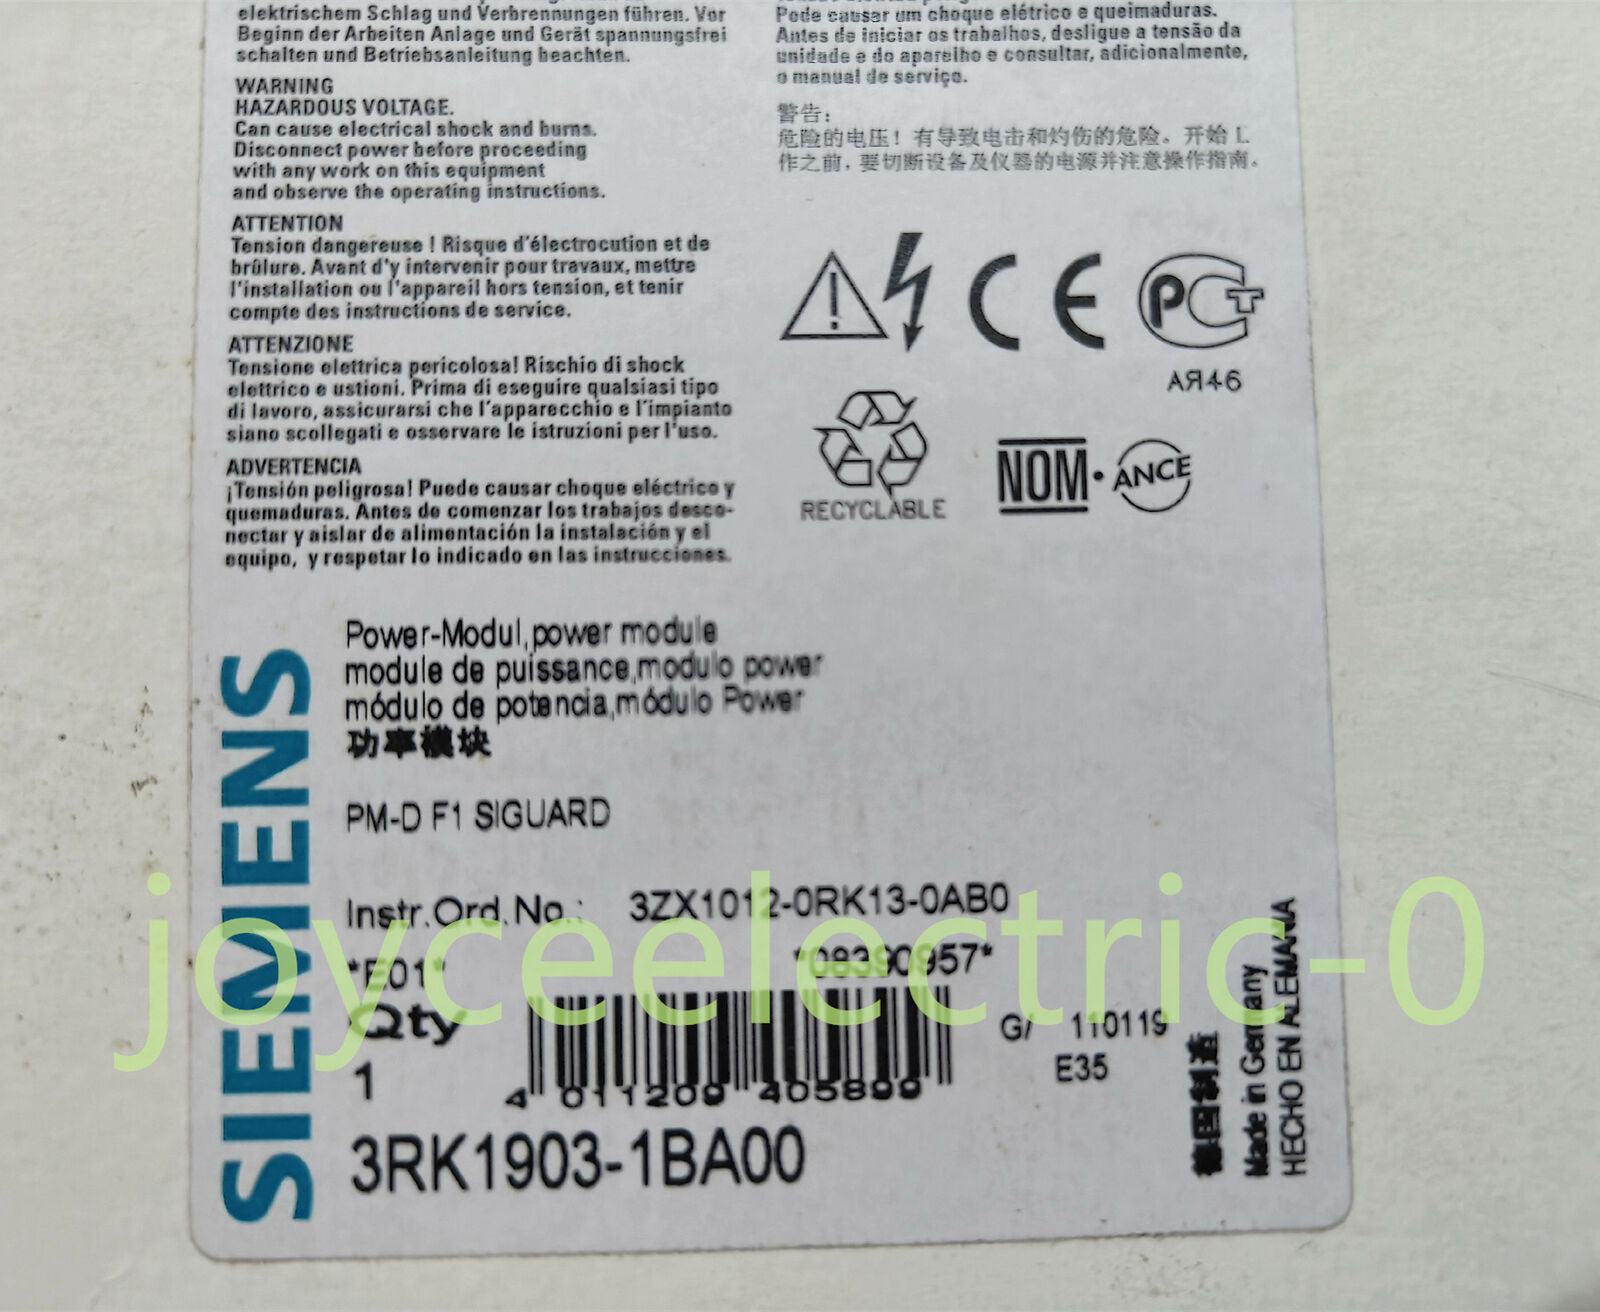 elektrischem Schlag und Verbrennungen führen. Vor
Beginn der Arbeiten Anlage und Gerät spannungsfrei
schalten und Betriebsanleitung beachten.
WARNING
HAZARDOUS VOLTAGE.
Can cause electrical shock and burns.
Disconnect power before proceeding
with any work on this equipment
and observe the operating instructions.
ATTENTION
Tension dangereuse ! Risque d'électrocution et de
brûlure. Avant d'y intervenir pour travaux, mettre
l'installation ou l'appareil hors tension, et tenir
compte des instructions de service.
ATTENZIONE
Tensione elettrica pericolosa! Rischio di shock
elettrico e ustioni. Prima di eseguire qualsiasi tipo
di lavoro, assicurarsi che l'apparecchio e l'impianto
siano scollegati e osservare le istruzioni per l'uso.
ADVERTENCIA
¡Tensión peligrosa! Puede causar choque eléctrico y
quemaduras. Antes de comenzar los trabajos desco-
nectar y aislar de alimentación la instalación y el
equipo, y respetar lo indicado en las instrucciones.
Pode causar um choque elétrico e queimaduras.
Antes de iniciar os trabalhos, desligue a tensão da
unidade e do aparelho e consultar, adicionalmente,
o manual de serviço.
警告:
危险的电压! 有导致电击和灼伤的危险。开始工
作之前, 要切断设备及仪器的电源并注意操作指南。
CE
PCT
АЯ46
RECYCLABLE
NOM·ANCE
SIEMENS
Power-Modul,power module
module de puissance,modulo power
módulo de potencia,módulo Power
功率模块
PM-D F1 SIGUARD
Instr.Ord.No.: 3ZX1012-0RK13-0AB0
*E01* *08390957*
Qty
1
4 011209 405899
G/ 110119
E35
3RK1903-1BA00
德国制造
Made in Germany
HECHO EN ALEMANIA
joyceelectric-0